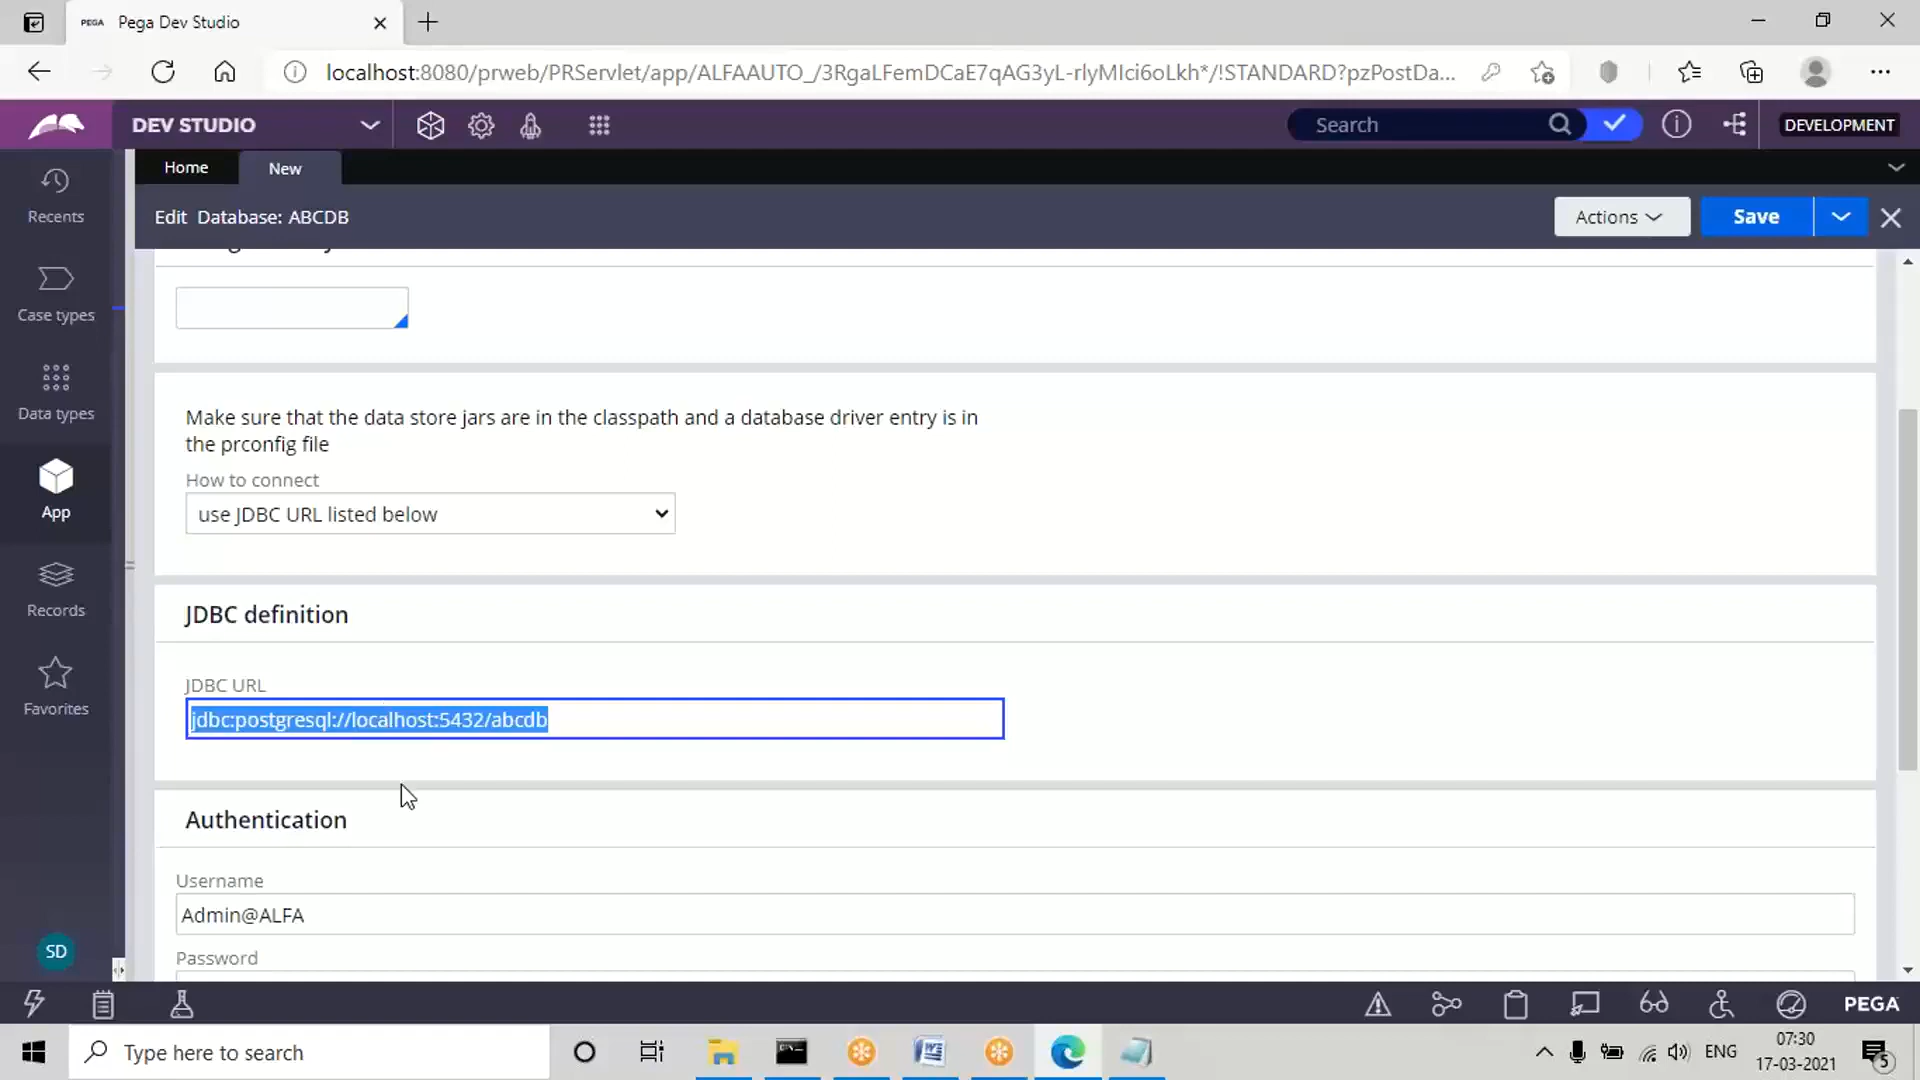 PEGA Pega Dev Studio
localhost:8080/prweb/PRServlet/app/ALFAAUTO_/3RgaLFemDCaE7qAG3yL-rlyMIci6oLkh*/!STANDARD?pzPostDa...
DEV STUDIO
Search
DEVELOPMENT
Home
New
Recents
Edit Database: ABCDB
Actions
Save
Case types
Data types
Make sure that the data store jars are in the classpath and a database driver entry is in
the prconfig file
How to connect
use JDBC URL listed below
App
Records
JDBC definition
JDBC URL
jdbc:postgresql://localhost:5432/abcdb
Favorites
Authentication
Username
Admin@ALFA
Password
SD
PEGA
Type here to search
ENG
07:30
17-03-2021
5